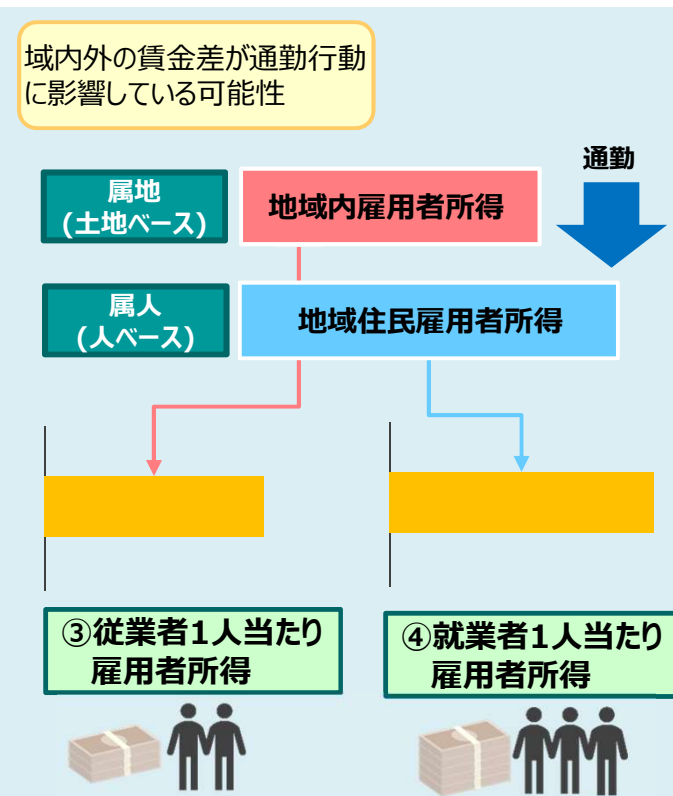 域内外の賃金差が通勤行動
に影響している可能性
通勤
属地
(土地ベース)
地域内雇用者所得
属人
(人ベース)
地域住民雇用者所得
③従業者1人当たり
雇用者所得
④就業者1人当たり
雇用者所得